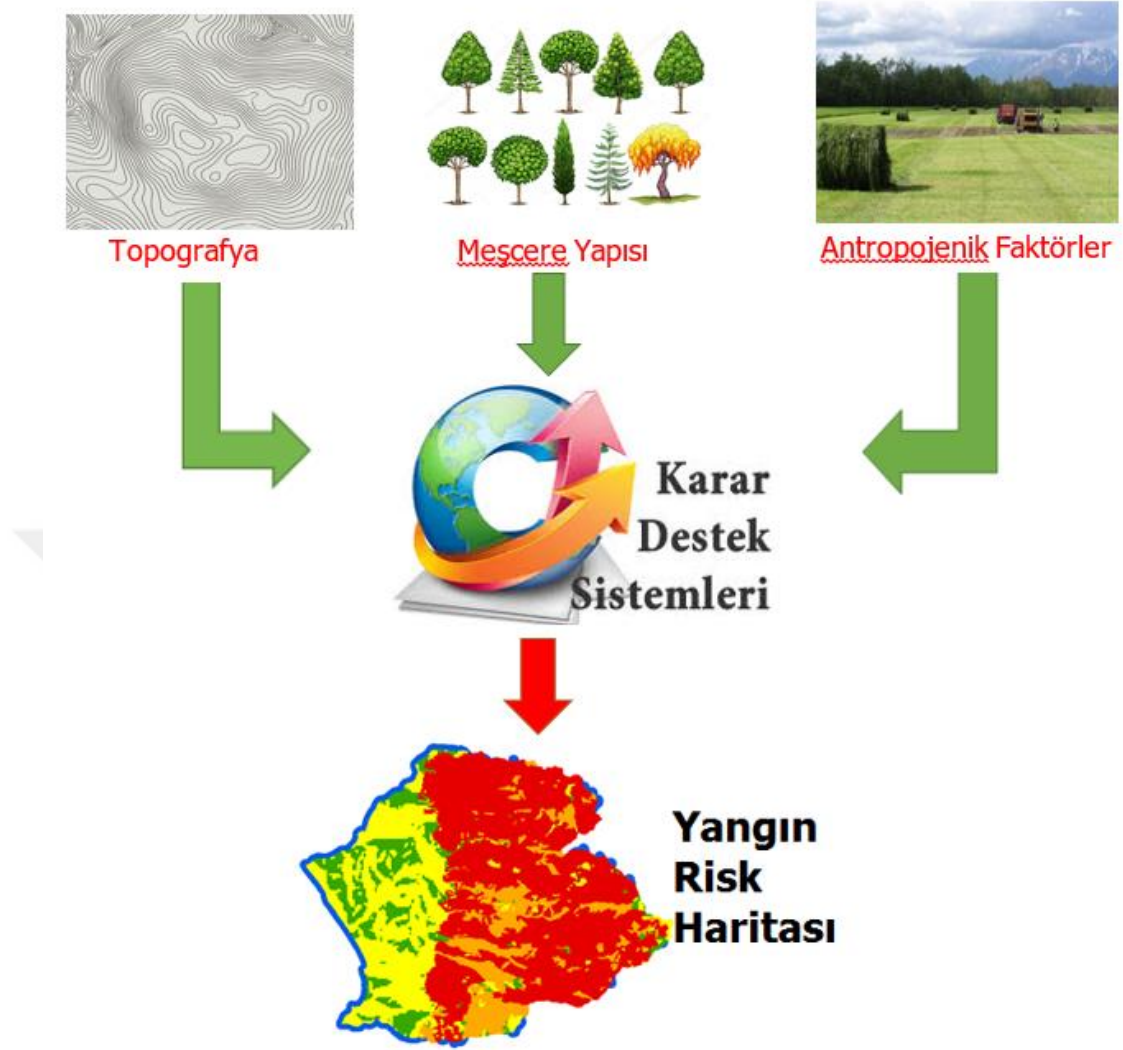 Topografya
Meşcere Yapısı
Antropojenik Faktörler
Karar
Destek
Sistemleri
Yangın
Risk
Haritası